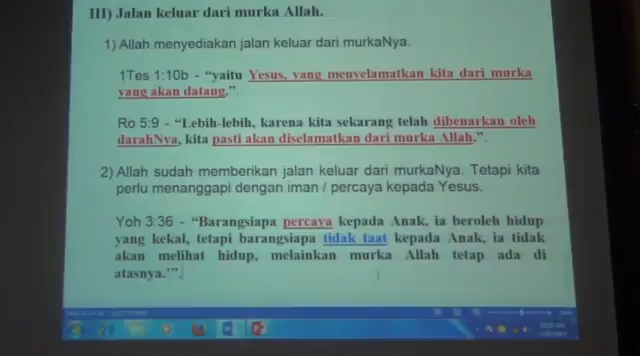 III) Jalan keluar dari murka Allah.
1) Allah menyediakan jalan keluar dari murkaNya.
1Tes 1:10b - “yaitu Yesus, yang menyelamatkan kita dari murka
yang akan datang.”.
Ro 5:9 - “Lebih-lebih, karena kita sekarang telah dibenarkan oleh
darahNya, kita pasti akan diselamatkan dari murka Allah.”.
2) Allah sudah memberikan jalan keluar dari murkaNya. Tetapi kita
perlu menanggapi dengan iman / percaya kepada Yesus.
Yoh 3:36 - “Barangsiapa percaya kepada Anak, ia beroleh hidup
yang kekal, tetapi barangsiapa tidak taat kepada Anak, ia tidak
akan melihat hidup, melainkan murka Allah tetap ada di
atasnya.’”.